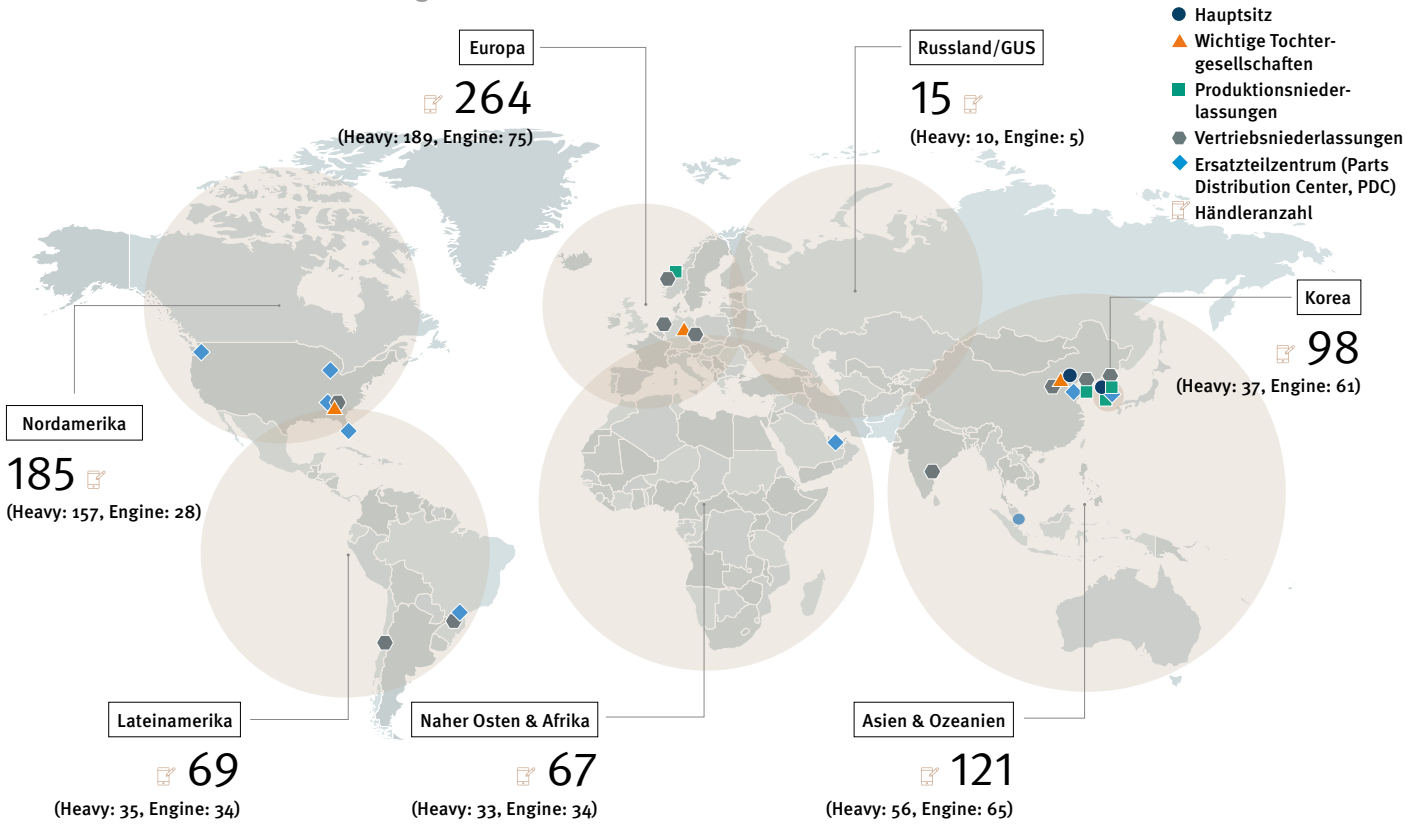 Hauptsitz
Wichtige Tochter-
gesellschaften
Produktionsnieder-
lassungen
Vertriebsniederlassungen
Ersatzteilzentrum (Parts
Distribution Center, PDC)
Händleranzahl
Europa
264
(Heavy: 189, Engine: 75)
Russland/GUS
15
(Heavy: 10, Engine: 5)
Korea
98
(Heavy: 37, Engine: 61)
Nordamerika
185
(Heavy: 157, Engine: 28)
Lateinamerika
69
(Heavy: 35, Engine: 34)
Naher Osten & Afrika
67
(Heavy: 33, Engine: 34)
Asien & Ozeanien
121
(Heavy: 56, Engine: 65)